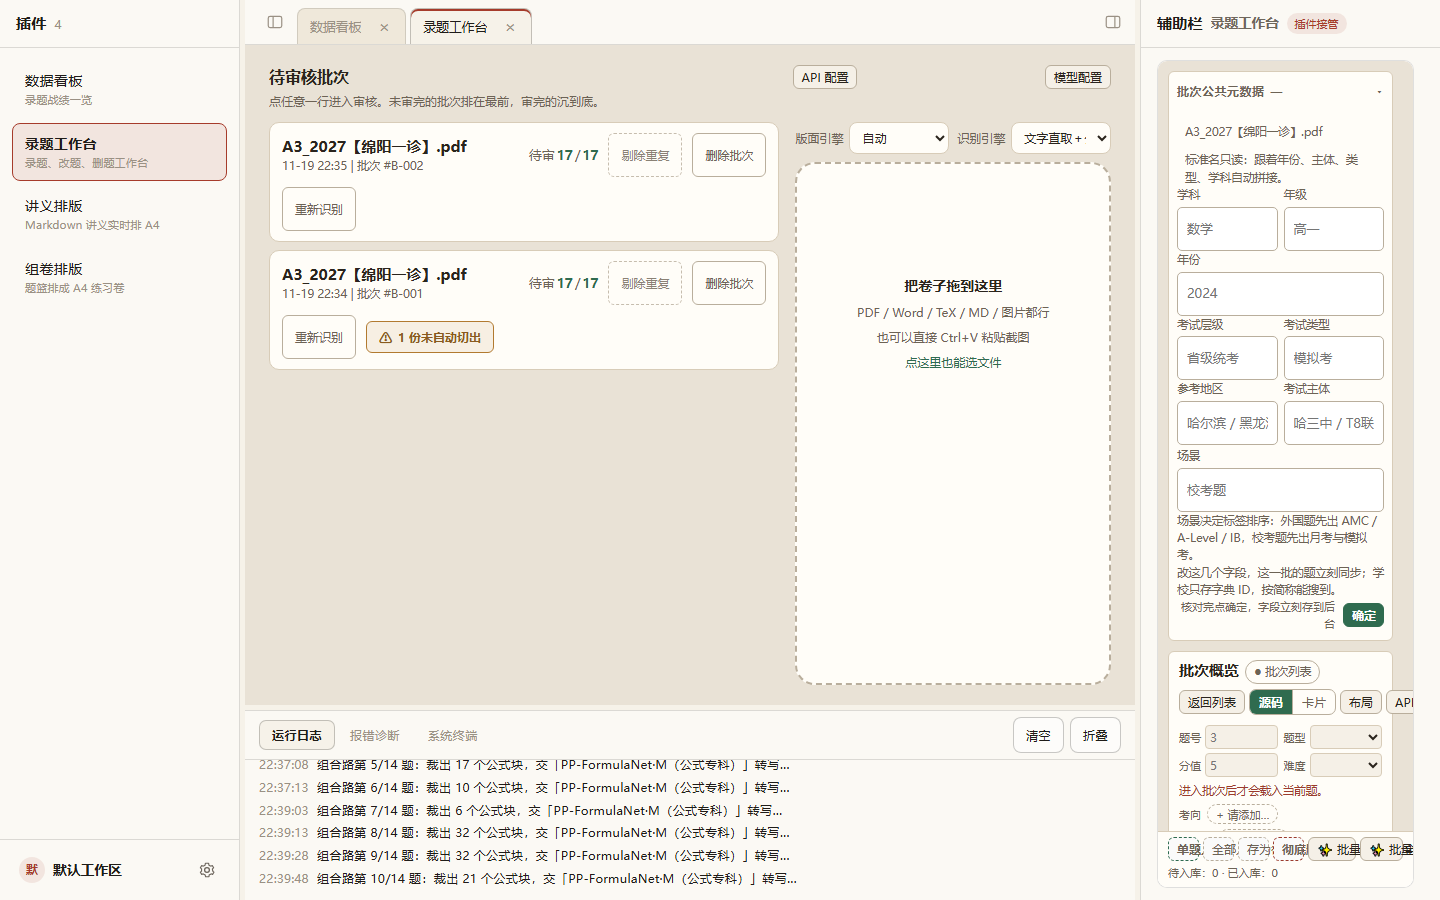 插件 4
数据看板
录题战绩一览
录题工作台
录题、改题、删题工作台
讲义排版
Markdown 讲义实时排 A4
组卷排版
题篮排成 A4 练习卷
默 默认工作区
数据看板 ×
录题工作台 ×
待审核批次
点任意一行进入审核。未审完的批次排在最前，审完的沉到底。
API 配置
模型配置
A3_2027【绵阳一诊】.pdf
11-19 22:35 | 批次 #B-002
待审 17/17
剔除重复
删除批次
重新识别
A3_2027【绵阳一诊】.pdf
11-19 22:34 | 批次 #B-001
待审 17/17
剔除重复
删除批次
重新识别
1 份未自动切出
版面引擎 自动
识别引擎 文字直取 +
把卷子拖到这里
PDF / Word / TeX / MD / 图片都行
也可以直接 Ctrl+V 粘贴截图
点这里也能选文件
运行日志
报错诊断
系统终端
清空
折叠
22:37:08 组合路第 5/14 题：裁出 17 个公式块，交「PP-FormulaNet-M（公式专科）」转写...
22:37:13 组合路第 6/14 题：裁出 10 个公式块，交「PP-FormulaNet-M（公式专科）」转写...
22:39:03 组合路第 7/14 题：裁出 6 个公式块，交「PP-FormulaNet-M（公式专科）」转写...
22:39:13 组合路第 8/14 题：裁出 32 个公式块，交「PP-FormulaNet-M（公式专科）」转写...
22:39:28 组合路第 9/14 题：裁出 32 个公式块，交「PP-FormulaNet-M（公式专科）」转写...
22:39:48 组合路第 10/14 题：裁出 21 个公式块，交「PP-FormulaNet-M（公式专科）」转写...
辅助栏 录题工作台 插件接管
批次公共元数据 —
A3_2027【绵阳一诊】.pdf
标准名只读：跟着年份、主体、类
型、学科自动拼接。
学科 年级
数学 高一
年份
2024
考试层级 考试类型
省级统考 模拟考
参考地区 考试主体
哈尔滨 / 黑龙 哈三中 / T8联
场景
校考题
场景决定标签排序：外国题先出 AMC /
A-Level / IB，校考题先出月考与模拟
考。
改这几个字段，这一批的题立刻同步；学
校只存字典 ID，按简称能搜到。
核对完点确定，字段立刻存到后
台
确定
批次概览 批次列表
返回列表 源码 卡片 布局 API
题号 3 题型
分值 5 难度
进入批次后才会载入当前题。
考向 + 请添加...
单题 全部 存为 彻底 批量 批量
待入库：0 · 已入库：0